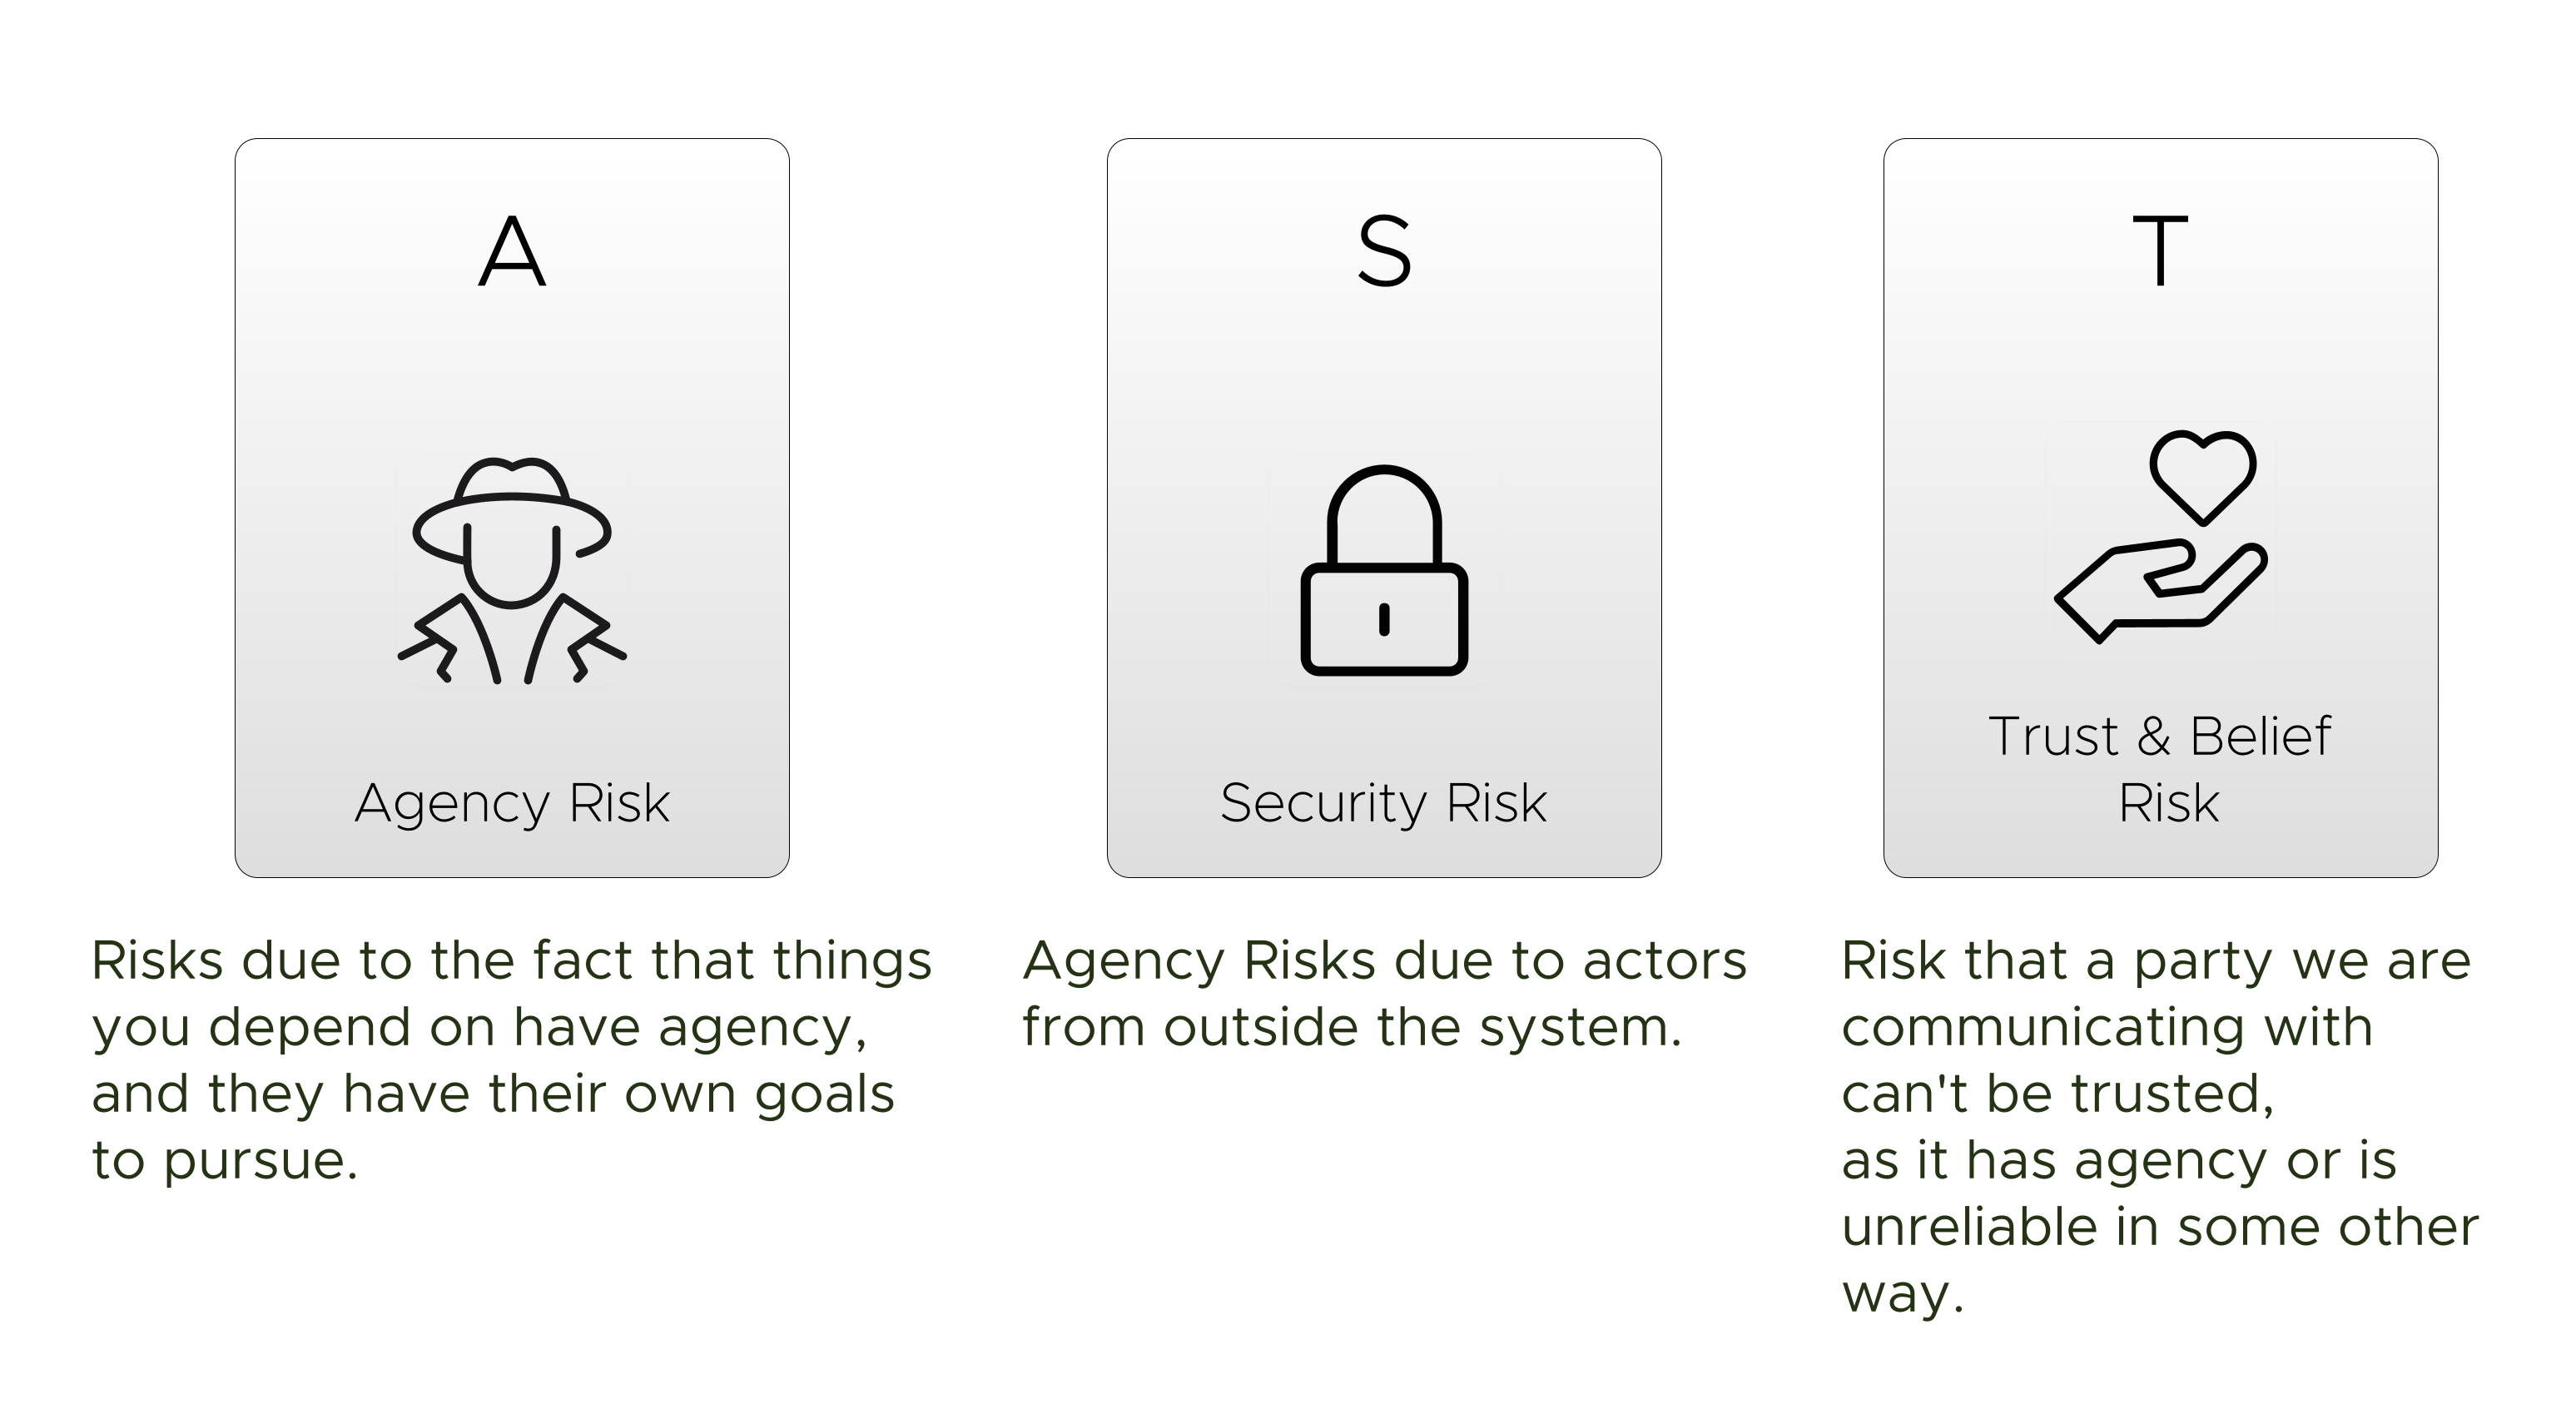 A
Agency Risk
Risks due to the fact that things
you depend on have agency,
and they have their own goals
to pursue.
S
Security Risk
Agency Risks due to actors
from outside the system.
T
Trust & Belief
Risk
Risk that a party we are
communicating with
can't be trusted,
as it has agency or is
unreliable in some other
way.